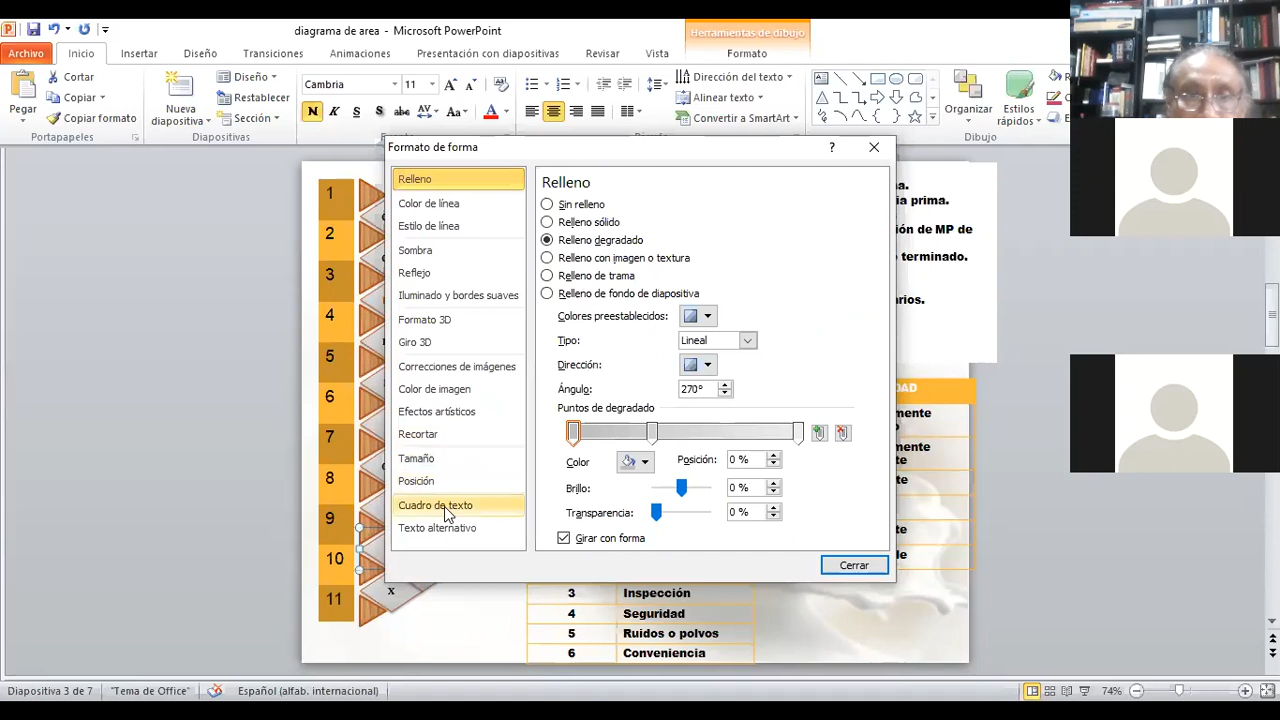 diagrama de area - Microsoft PowerPoint
Herramientas de dibujo
Archivo Inicio Insertar Diseño Transiciones Animaciones Presentación con diapositivas Revisar Vista Formato
Pegar
Cortar
Copiar
Copiar formato
Portapapeles
Nueva diapositiva
Diseño
Restablecer
Sección
Diapositivas
Cambria 11
N K S S abc AV Aa A
Dirección del texto
Alinear texto
Convertir a SmartArt
Organizar
Estilos rápidos
Dibujo
Formato de forma
?
Relleno
Color de línea
Estilo de línea
Sombra
Reflejo
Iluminado y bordes suaves
Formato 3D
Giro 3D
Correcciones de imágenes
Color de imagen
Efectos artísticos
Recortar
Tamaño
Posición
Cuadro de texto
Texto alternativo
Relleno
Sin relleno
Relleno sólido
Relleno degradado
Relleno con imagen o textura
Relleno de trama
Relleno de fondo de diapositiva
Colores preestablecidos:
Tipo: Lineal
Dirección:
Ángulo: 270°
Puntos de degradado
Color Posición: 0 %
Brillo: 0 %
Transparencia: 0 %
Girar con forma
Cerrar
1
2
3
4
5
6
7
8
9
10
11
x
a.
ia prima.
ión de MP de
o terminado.
arios.
DAD
mente
o
mente
te
te
nte
de
3 Inspección
4 Seguridad
5 Ruidos o polvos
6 Conveniencia
Diapositiva 3 de 7 "Tema de Office" Español (alfab. internacional) 74%